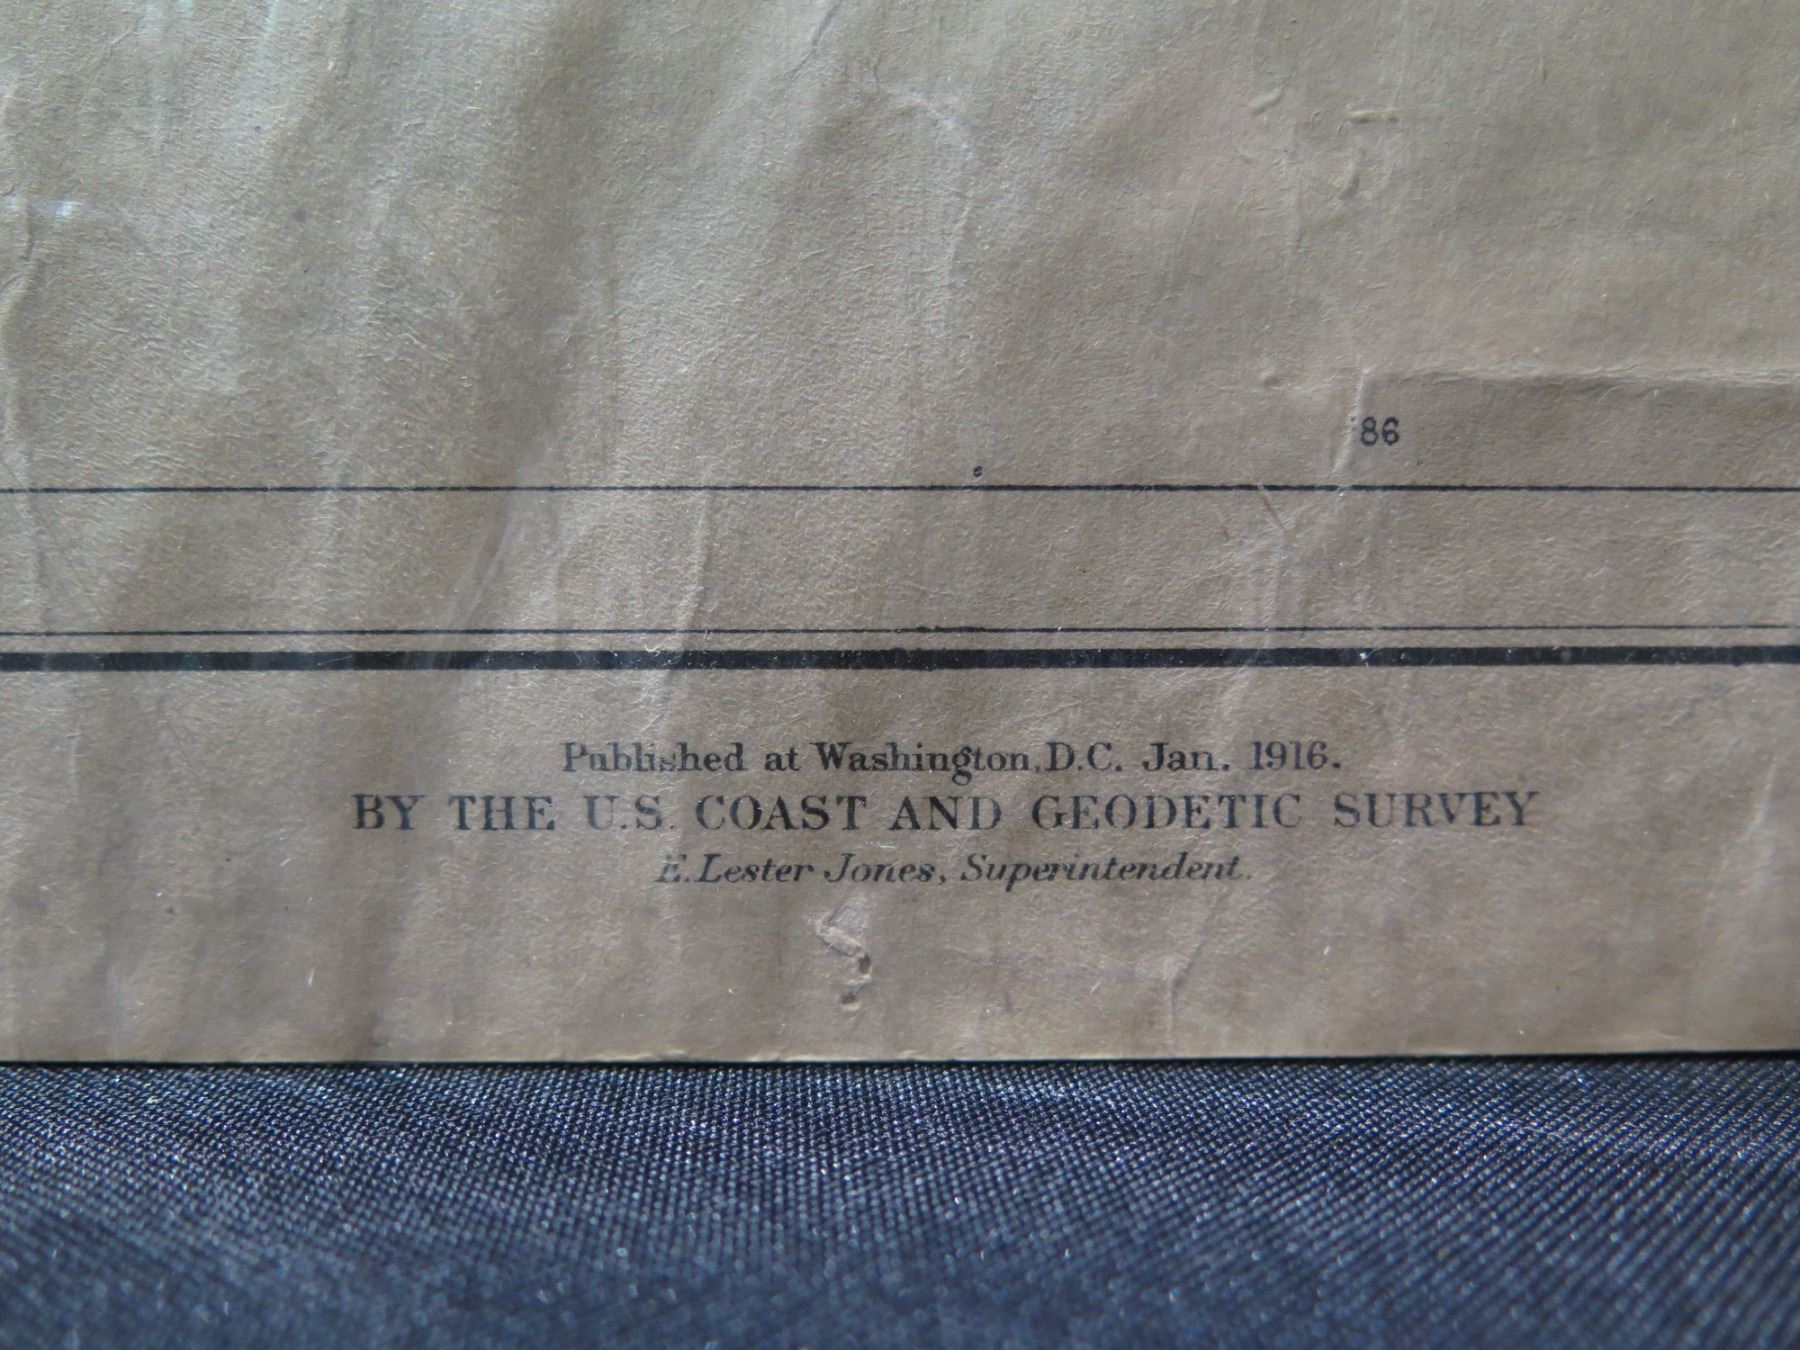 86
Published at Washington, D.C. Jan. 1916.
BY THE U.S. COAST AND GEODETIC SURVEY
E. Lester Jones, Superintendent.